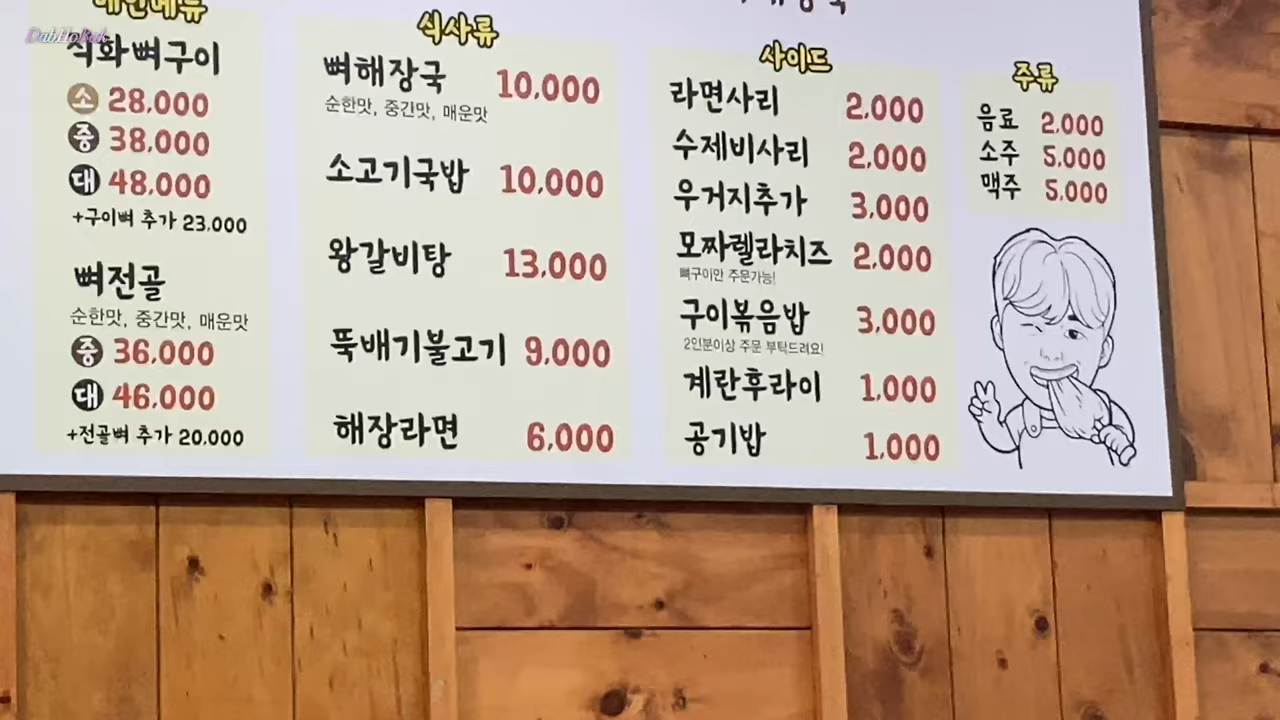 DabHoBak
메인메뉴
직화뼈구이
소 28,000
중 38,000
대 48,000
+구이뼈 추가 23,000
뼈전골
순한맛, 중간맛, 매운맛
중 36,000
대 46,000
+전골뼈 추가 20,000
식사류
뼈해장국 10,000
순한맛, 중간맛, 매운맛
소고기국밥 10,000
왕갈비탕 13,000
뚝배기불고기 9,000
해장라면 6,000
사이드
라면사리 2,000
수제비사리 2,000
우거지추가 3,000
모짜렐라치즈 2,000
뼈구이만 주문가능!
구이볶음밥 3,000
2인분이상 주문 부탁드려요!
계란후라이 1,000
공기밥 1,000
주류
음료 2,000
소주 5,000
맥주 5,000